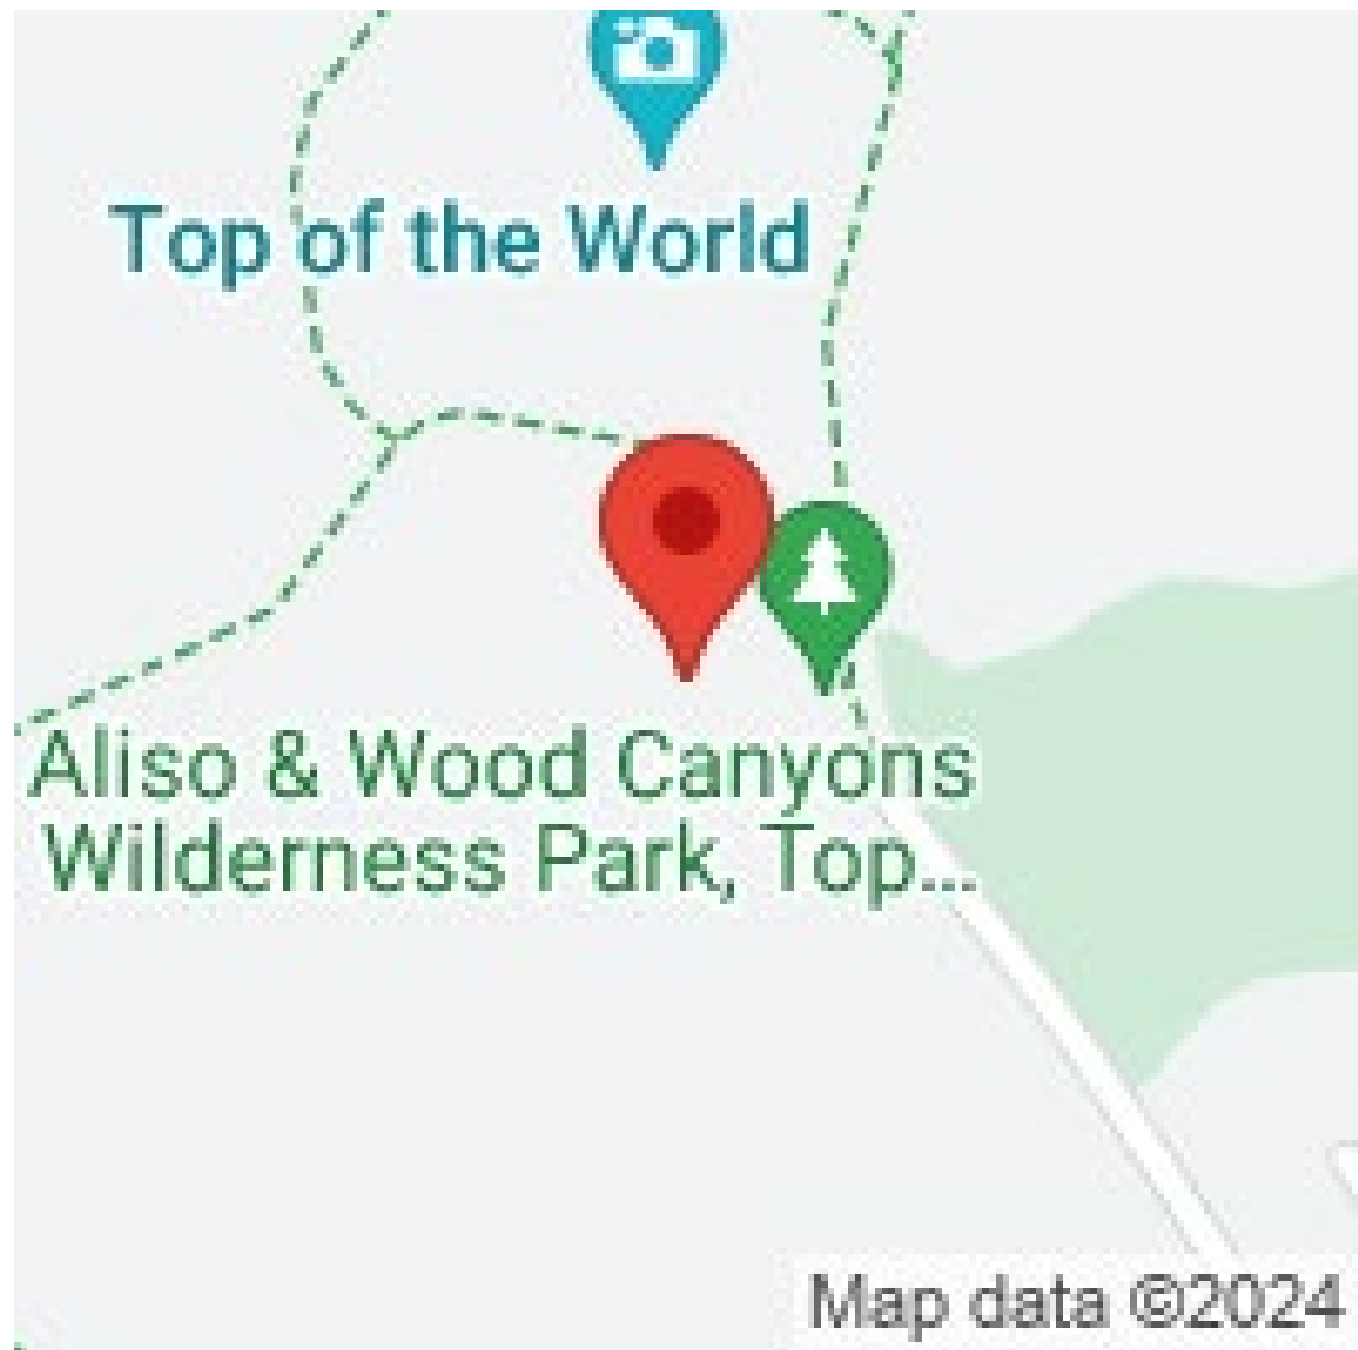 Top of the World
Aliso & Wood Canyons
Wilderness Park, Top...
Map data ©2024